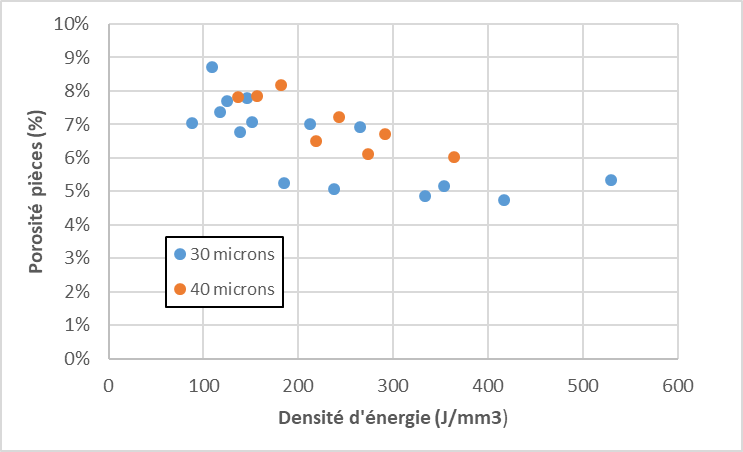 10%
9%
8%
7%
6%
5%
4%
3%
2%
1%
0%
Porosité pièces (%)
30 microns
40 microns
0 100 200 300 400 500 600
Densité d'énergie (J/mm3)